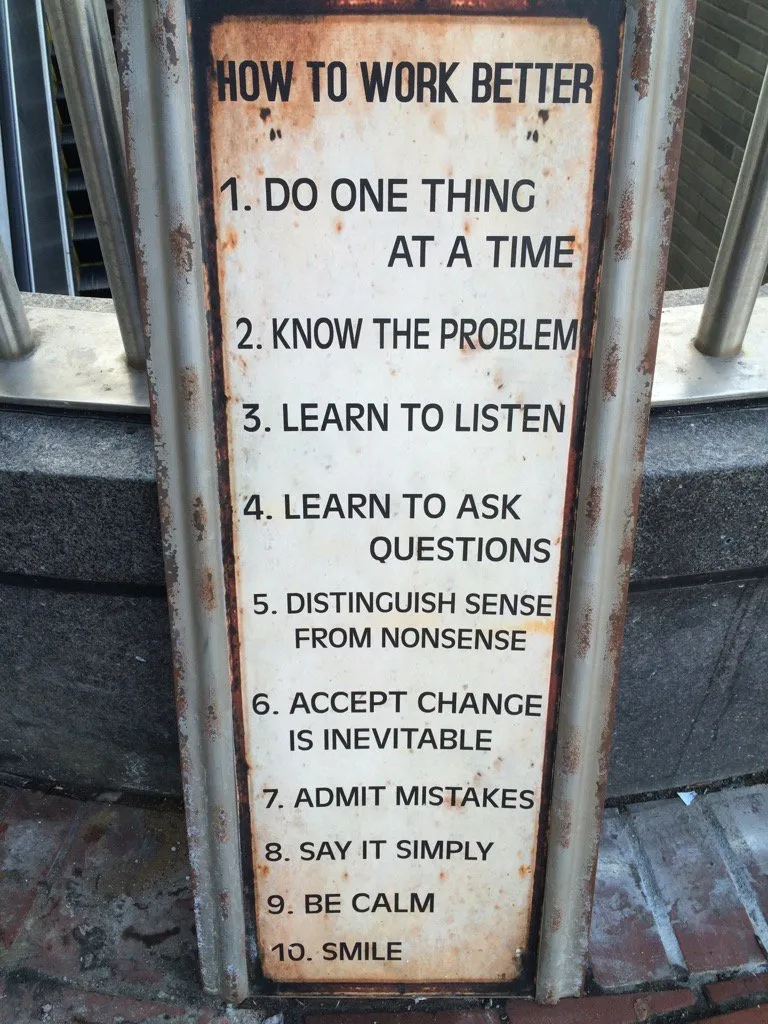 HOW TO WORK BETTER
1. DO ONE THING
AT A TIME
2. KNOW THE PROBLEM
3. LEARN TO LISTEN
4. LEARN TO ASK
QUESTIONS
5. DISTINGUISH SENSE
FROM NONSENSE
6. ACCEPT CHANGE
IS INEVITABLE
7. ADMIT MISTAKES
8. SAY IT SIMPLY
9. BE CALM
10. SMILE